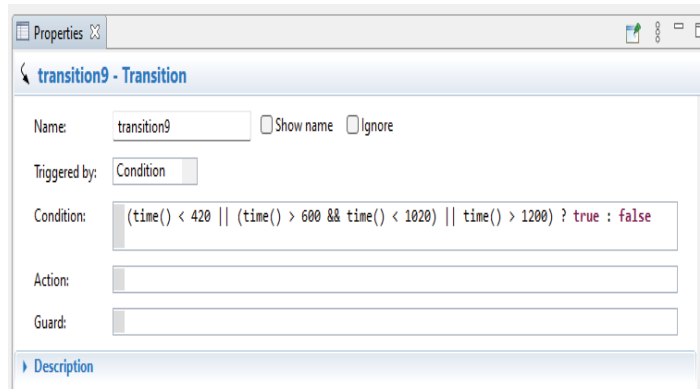 Properties
transition9 - Transition
Name: transition9 Show name Ignore
Triggered by: Condition
Condition: (time() < 420 || (time() > 600 && time() < 1020) || time() > 1200) ? true : false
Action:
Guard:
Description